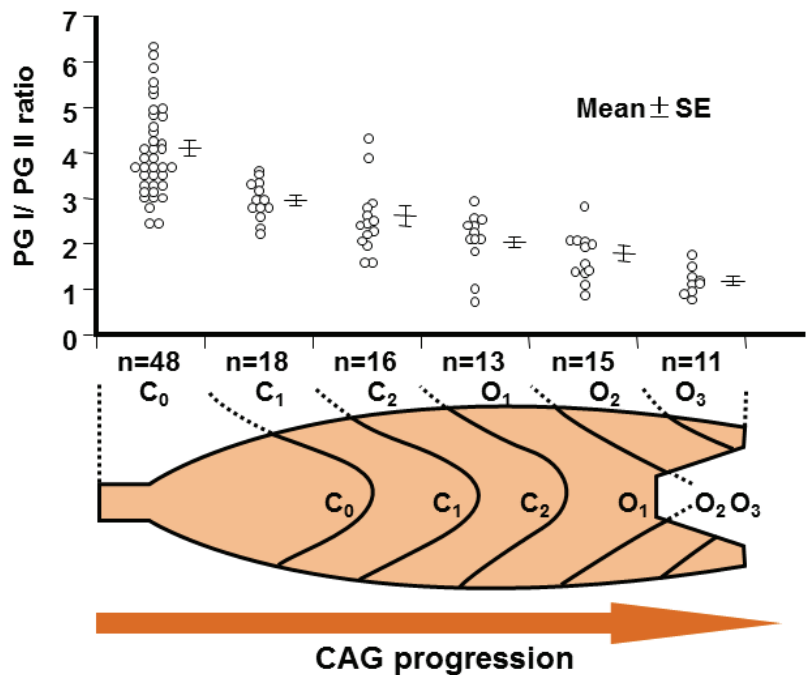 7
6
5
4
3
2
1
0
PG I/ PG II ratio
Mean ± SE
n=48 n=18 n=16 n=13 n=15 n=11
C₀ C₁ C₂ O₁ O₂ O₃
C₀ C₁ C₂ O₁ O₂ O₃
CAG progression